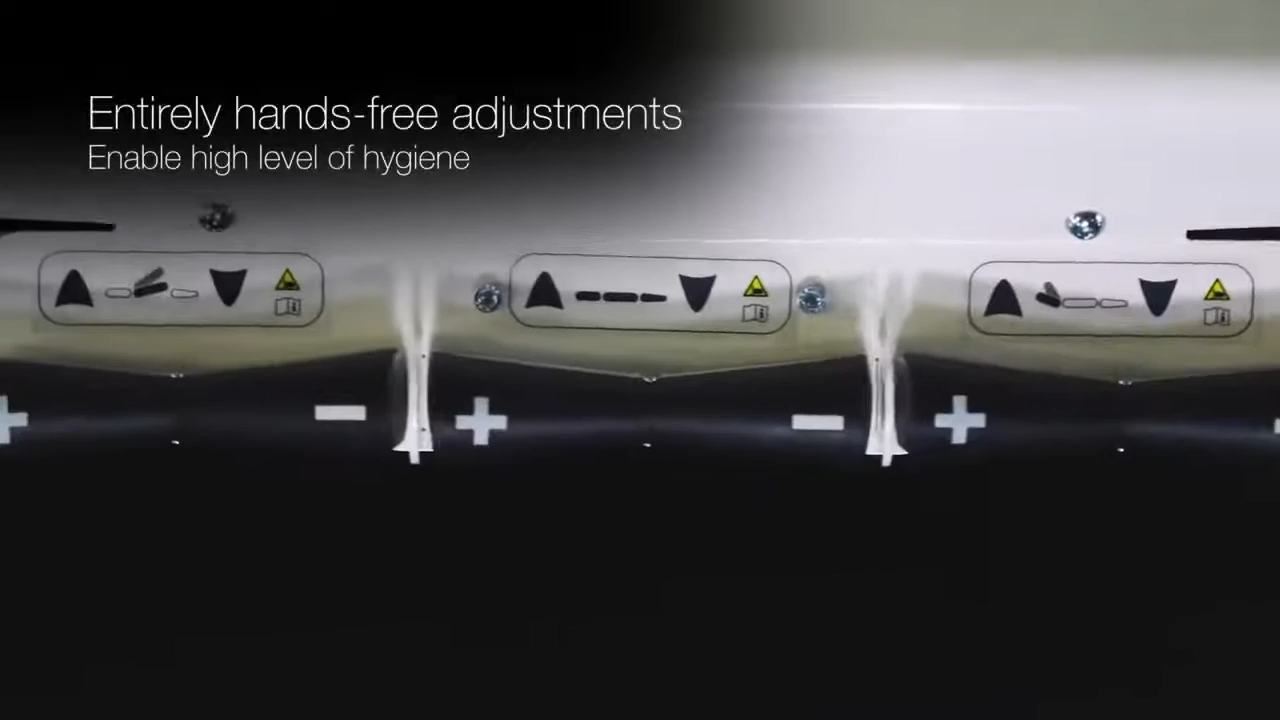 Entirely hands-free adjustments
Enable high level of hygiene
+ − + − +